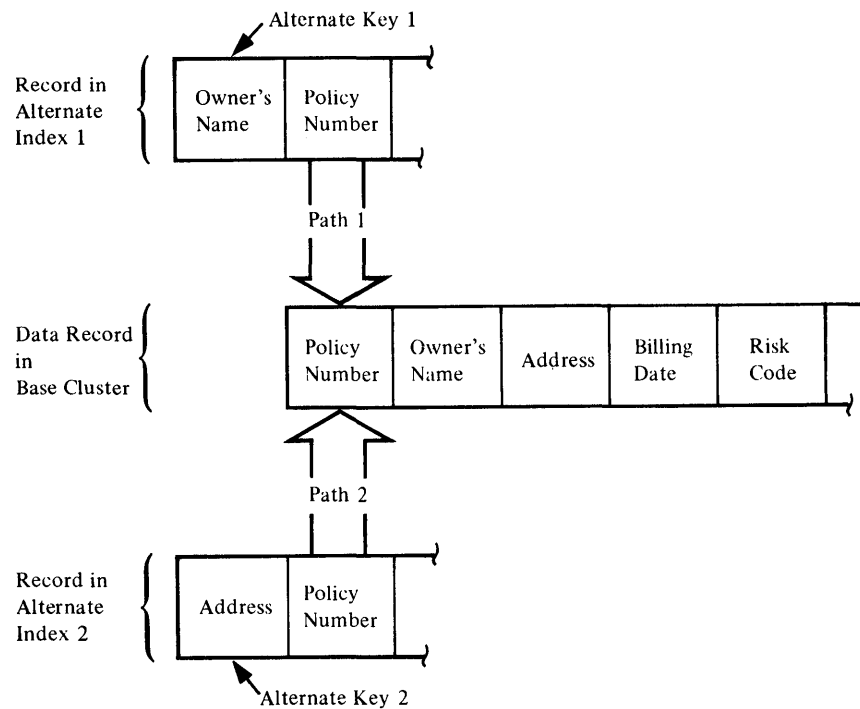 Alternate Key 1
Record in
Alternate
Index 1
Owner's
Name
Policy
Number
Path 1
Data Record
in
Base Cluster
Policy
Number
Owner's
Name
Address
Billing
Date
Risk
Code
Path 2
Record in
Alternate
Index 2
Address
Policy
Number
Alternate Key 2